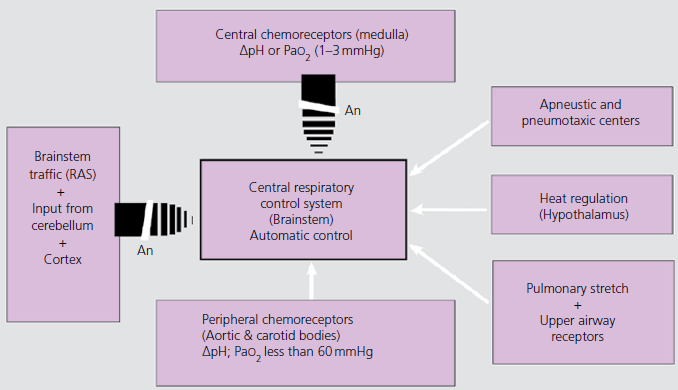 Central chemoreceptors (medulla)
ΔpH or PaO₂ (1–3 mmHg)
An
Apneustic and
pneumotaxic centers
Brainstem
traffic (RAS)
+
Input from
cerebellum
+
Cortex
An
Central respiratory
control system
(Brainstem)
Automatic control
Heat regulation
(Hypothalamus)
Pulmonary stretch
+
Upper airway
receptors
Peripheral chemoreceptors
(Aortic & carotid bodies)
ΔpH; PaO₂ less than 60 mmHg